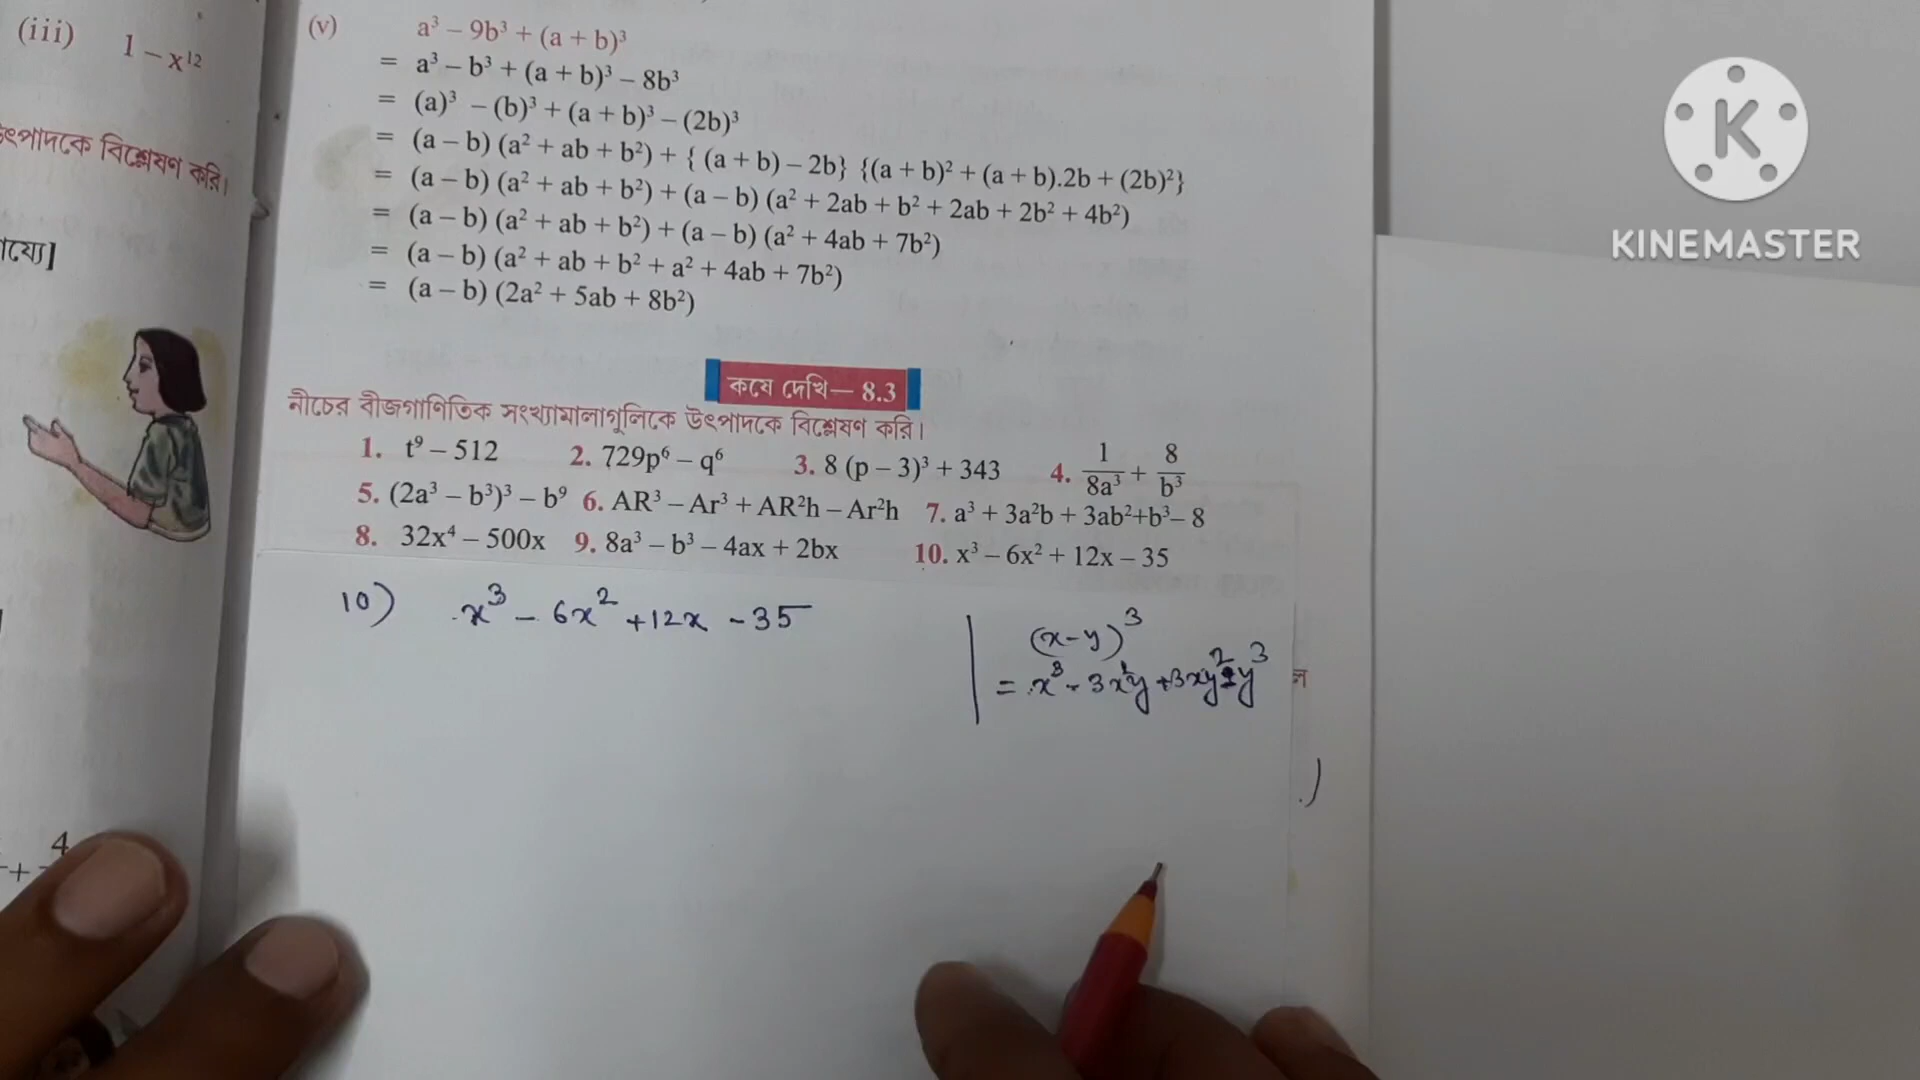 (iii) 1 – x¹²
উৎপাদকে বিশ্লেষণ করি।
(v) a³ – 9b³ + (a + b)³
= a³ – b³ + (a + b)³ – 8b³
= (a)³ – (b)³ + (a + b)³ – (2b)³
= (a – b) (a² + ab + b²) + { (a + b) – 2b} {(a + b)² + (a + b).2b + (2b)²}
= (a – b) (a² + ab + b²) + (a – b) (a² + 2ab + b² + 2ab + 2b² + 4b²)
= (a – b) (a² + ab + b²) + (a – b) (a² + 4ab + 7b²)
= (a – b) (a² + ab + b² + a² + 4ab + 7b²)
= (a – b) (2a² + 5ab + 8b²)
কষে দেখি— 8.3
নীচের বীজগাণিতিক সংখ্যামালাগুলিকে উৎপাদকে বিশ্লেষণ করি।
1. t⁹ – 512 2. 729p⁶ – q⁶ 3. 8 (p – 3)³ + 343 4. 1/8a³ + 8/b³
5. (2a³ – b³)³ – b⁹ 6. AR³ – Ar³ + AR²h – Ar²h 7. a³ + 3a²b + 3ab²+b³– 8
8. 32x⁴ – 500x 9. 8a³ – b³ – 4ax + 2bx 10. x³ – 6x² + 12x – 35
10) x³ - 6x² + 12x - 35
(x-y)³
= x³ - 3x²y + 3xy² - y³
+ 4
KINEMASTER